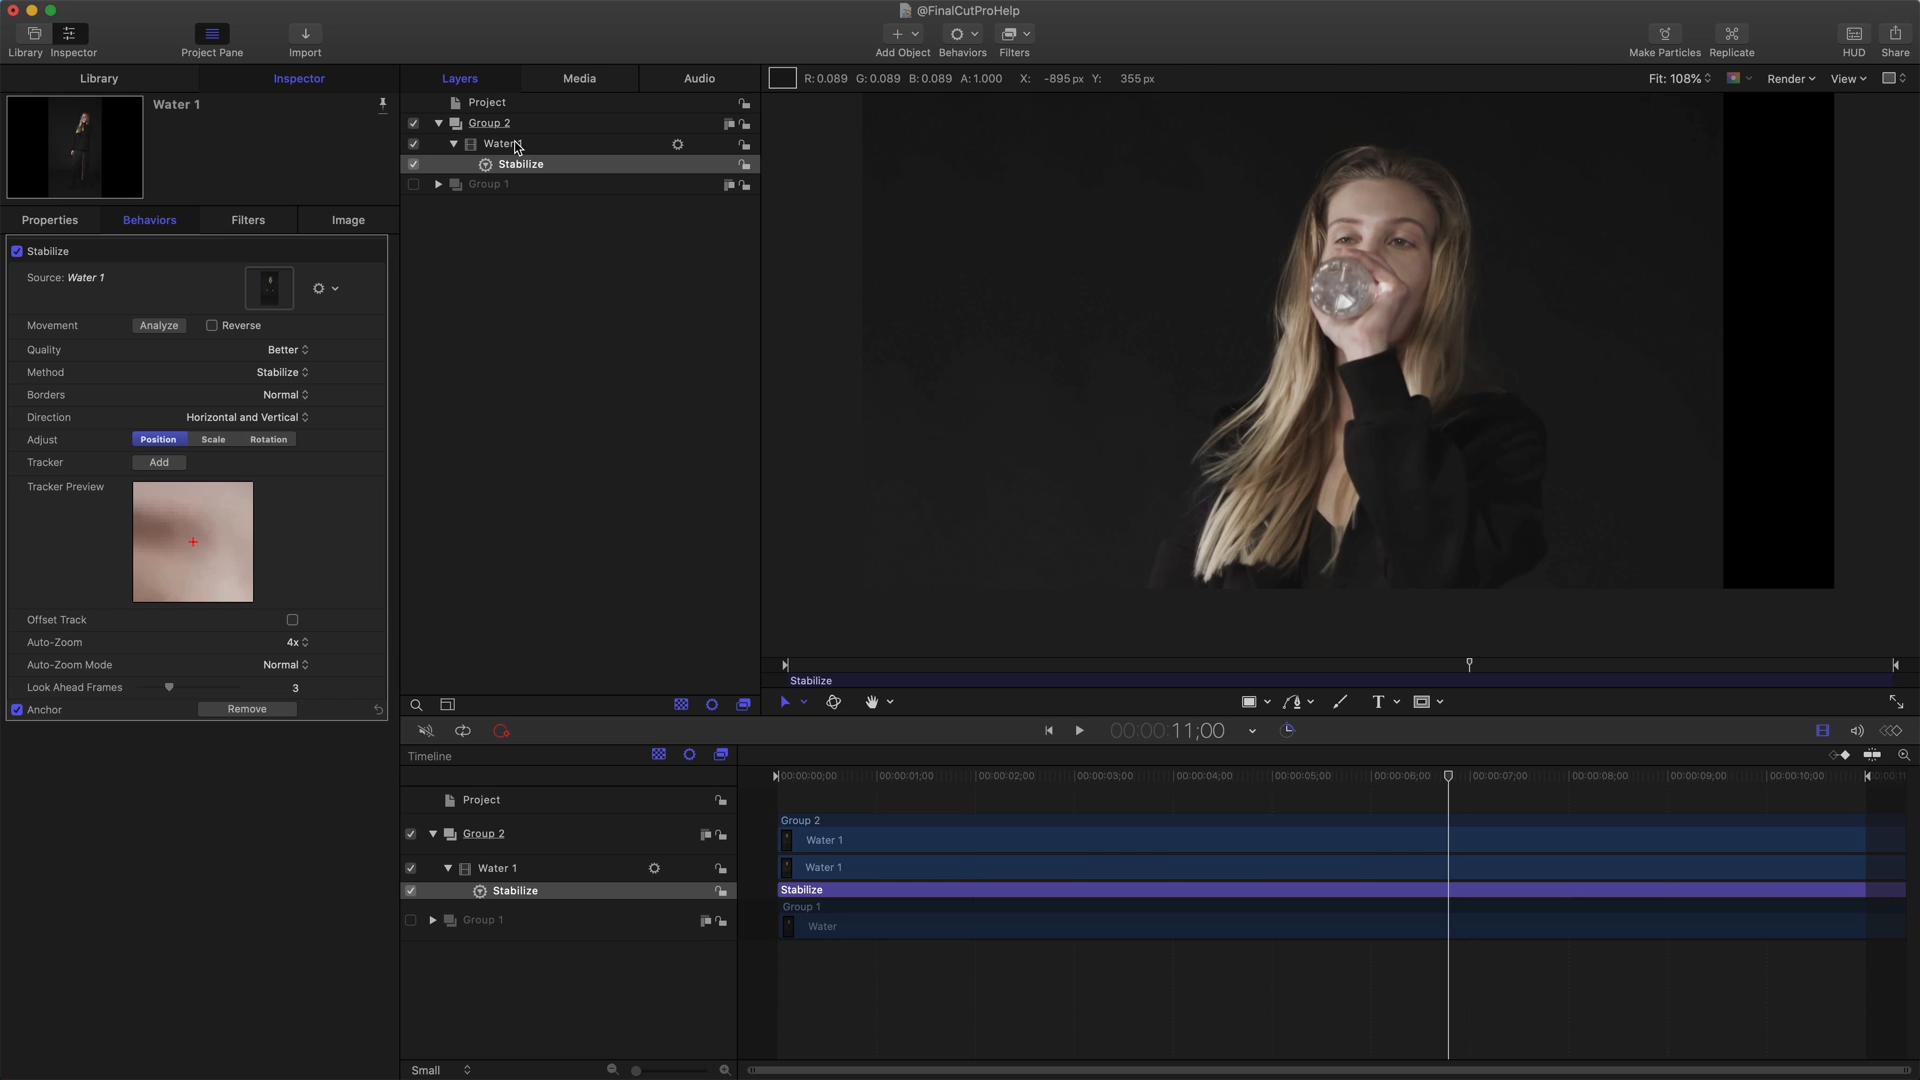 @FinalCutProHelp
Library Inspector Project Pane Import Add Object Behaviors Filters Make Particles Replicate HUD Share
Library Inspector Layers Media Audio R:0.089 G:0.089 B:0.089 A:1.000 X: -895 px Y: 355 px Fit: 108% Render View
Water 1
Project
Group 2
Water 1
Stabilize
Group 1
Properties Behaviors Filters Image
Stabilize
Source: Water 1
Movement Analyze Reverse
Quality Better
Method Stabilize
Borders Normal
Direction Horizontal and Vertical
Adjust Position Scale Rotation
Tracker Add
Tracker Preview
Offset Track
Auto-Zoom 4x
Auto-Zoom Mode Normal
Look Ahead Frames 3
Anchor Remove
Stabilize
T
00:00:11;00
Timeline
00:00:00;00 00:00:01;00 00:00:02;00 00:00:03;00 00:00:04;00 00:00:05;00 00:00:06;00 00:00:07;00 00:00:08;00 00:00:09;00 00:00:10;00
Project
Group 2
Water 1
Stabilize
Group 1
Group 2
Water 1
Water 1
Stabilize
Group 1
Water
Small